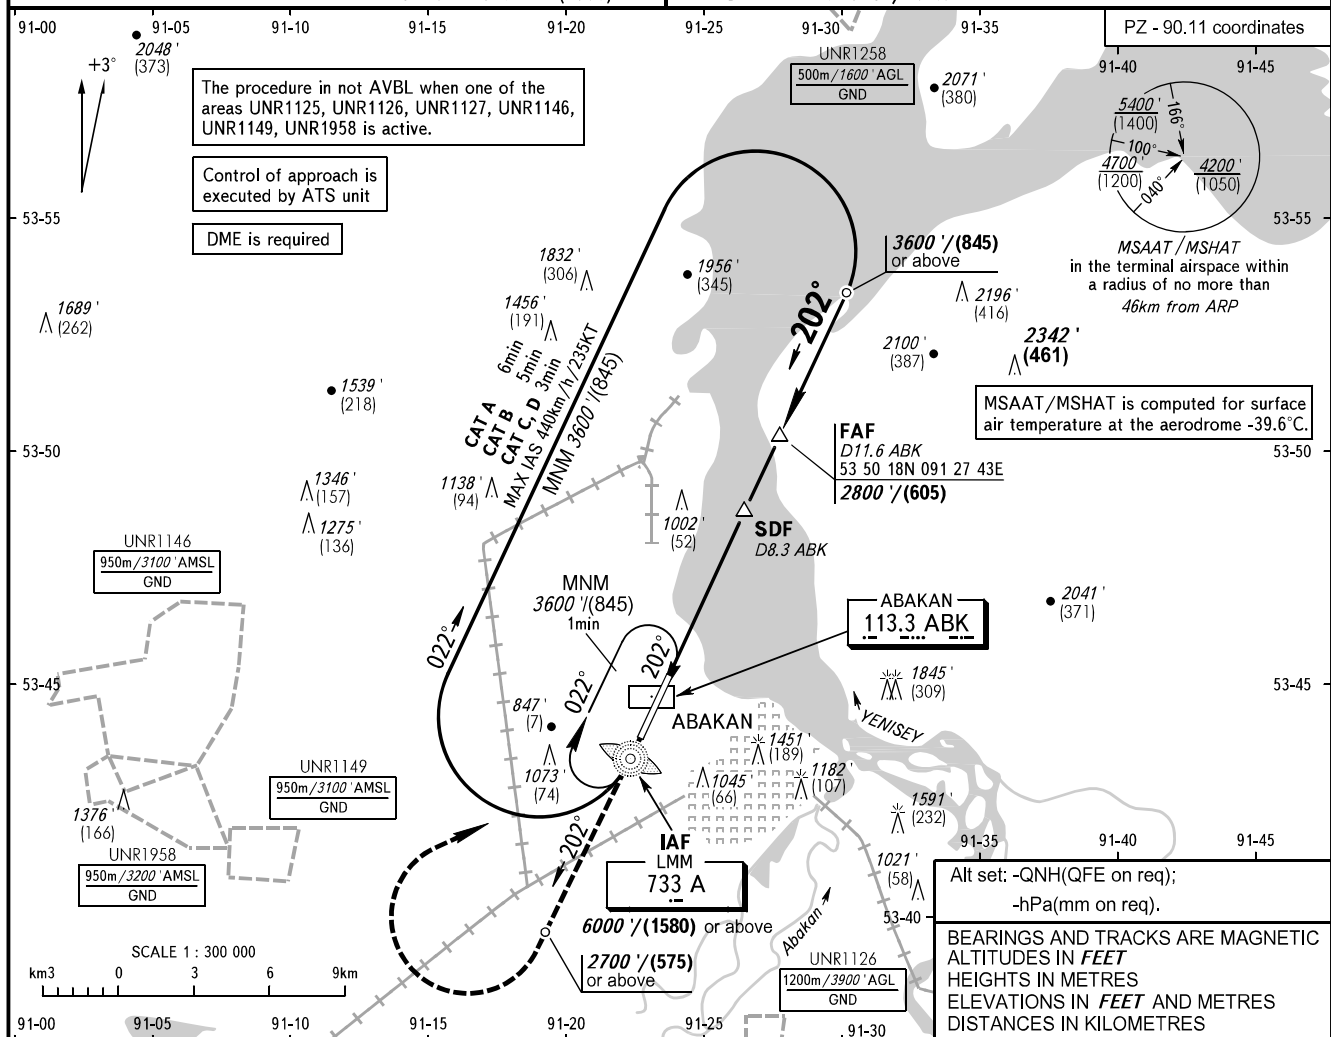 91-00
91-05
91-10
91-15
91-20
91-25
91-30
91-35
PZ - 90.11 coordinates
91-40
91-45
2048 '
(373)
+3°
The procedure in not AVBL when one of the
areas UNR1125, UNR1126, UNR1127, UNR1146,
UNR1149, UNR1958 is active.
Control of approach is
executed by ATS unit
DME is required
UNR1258
500m/1600 'AGL
GND
2071 '
(380)
5400 '
(1400)
166°
100°
4700 '
(1200)
040°
4200 '
(1050)
53-55
53-55
MSAAT/MSHAT
in the terminal airspace within
a radius of no more than
46km from ARP
3600 '/(845)
or above
202°
1832 '
(306)
1956 '
(345)
1456 '
(191)
1689 '
(262)
2196 '
(416)
2100 '
(387)
2342 '
(461)
1539 '
(218)
CAT A 6min
CAT B 5min
CAT C, D 3min
MAX IAS 440km/h/235KT
MNM 3600 '/(845)
MSAAT/MSHAT is computed for surface
air temperature at the aerodrome -39.6°C.
53-50
53-50
FAF
D11.6 ABK
53 50 18N 091 27 43E
2800 '/(605)
1346 '
(157)
1138 '
(94)
1275 '
(136)
1002 '
(52)
SDF
D8.3 ABK
UNR1146
950m/3100 'AMSL
GND
MNM
3600 '/(845)
1min
ABAKAN
113.3 ABK
2041 '
(371)
022°
202°
022°
53-45
53-45
1845 '
(309)
847 '
(7)
ABAKAN
YENISEY
1451 '
(189)
1073 '
(74)
1045 '
(66)
1182 '
(107)
UNR1149
950m/3100 'AMSL
GND
1591 '
(232)
1376 '
(166)
202°
IAF
LMM
733 A
6000 '/(1580) or above
91-35
91-40
91-45
UNR1958
950m/3200 'AMSL
GND
1021 '
(58)
53-40
Alt set: -QNH(QFE on req);
-hPa(mm on req).
Abakan
2700 '/(575)
or above
SCALE 1 : 300 000
km3 0 3 6 9km
UNR1126
1200m/3900 'AGL
GND
BEARINGS AND TRACKS ARE MAGNETIC
ALTITUDES IN FEET
HEIGHTS IN METRES
ELEVATIONS IN FEET AND METRES
DISTANCES IN KILOMETRES
91-00
91-05
91-10
91-15
91-20
91-25
91-30